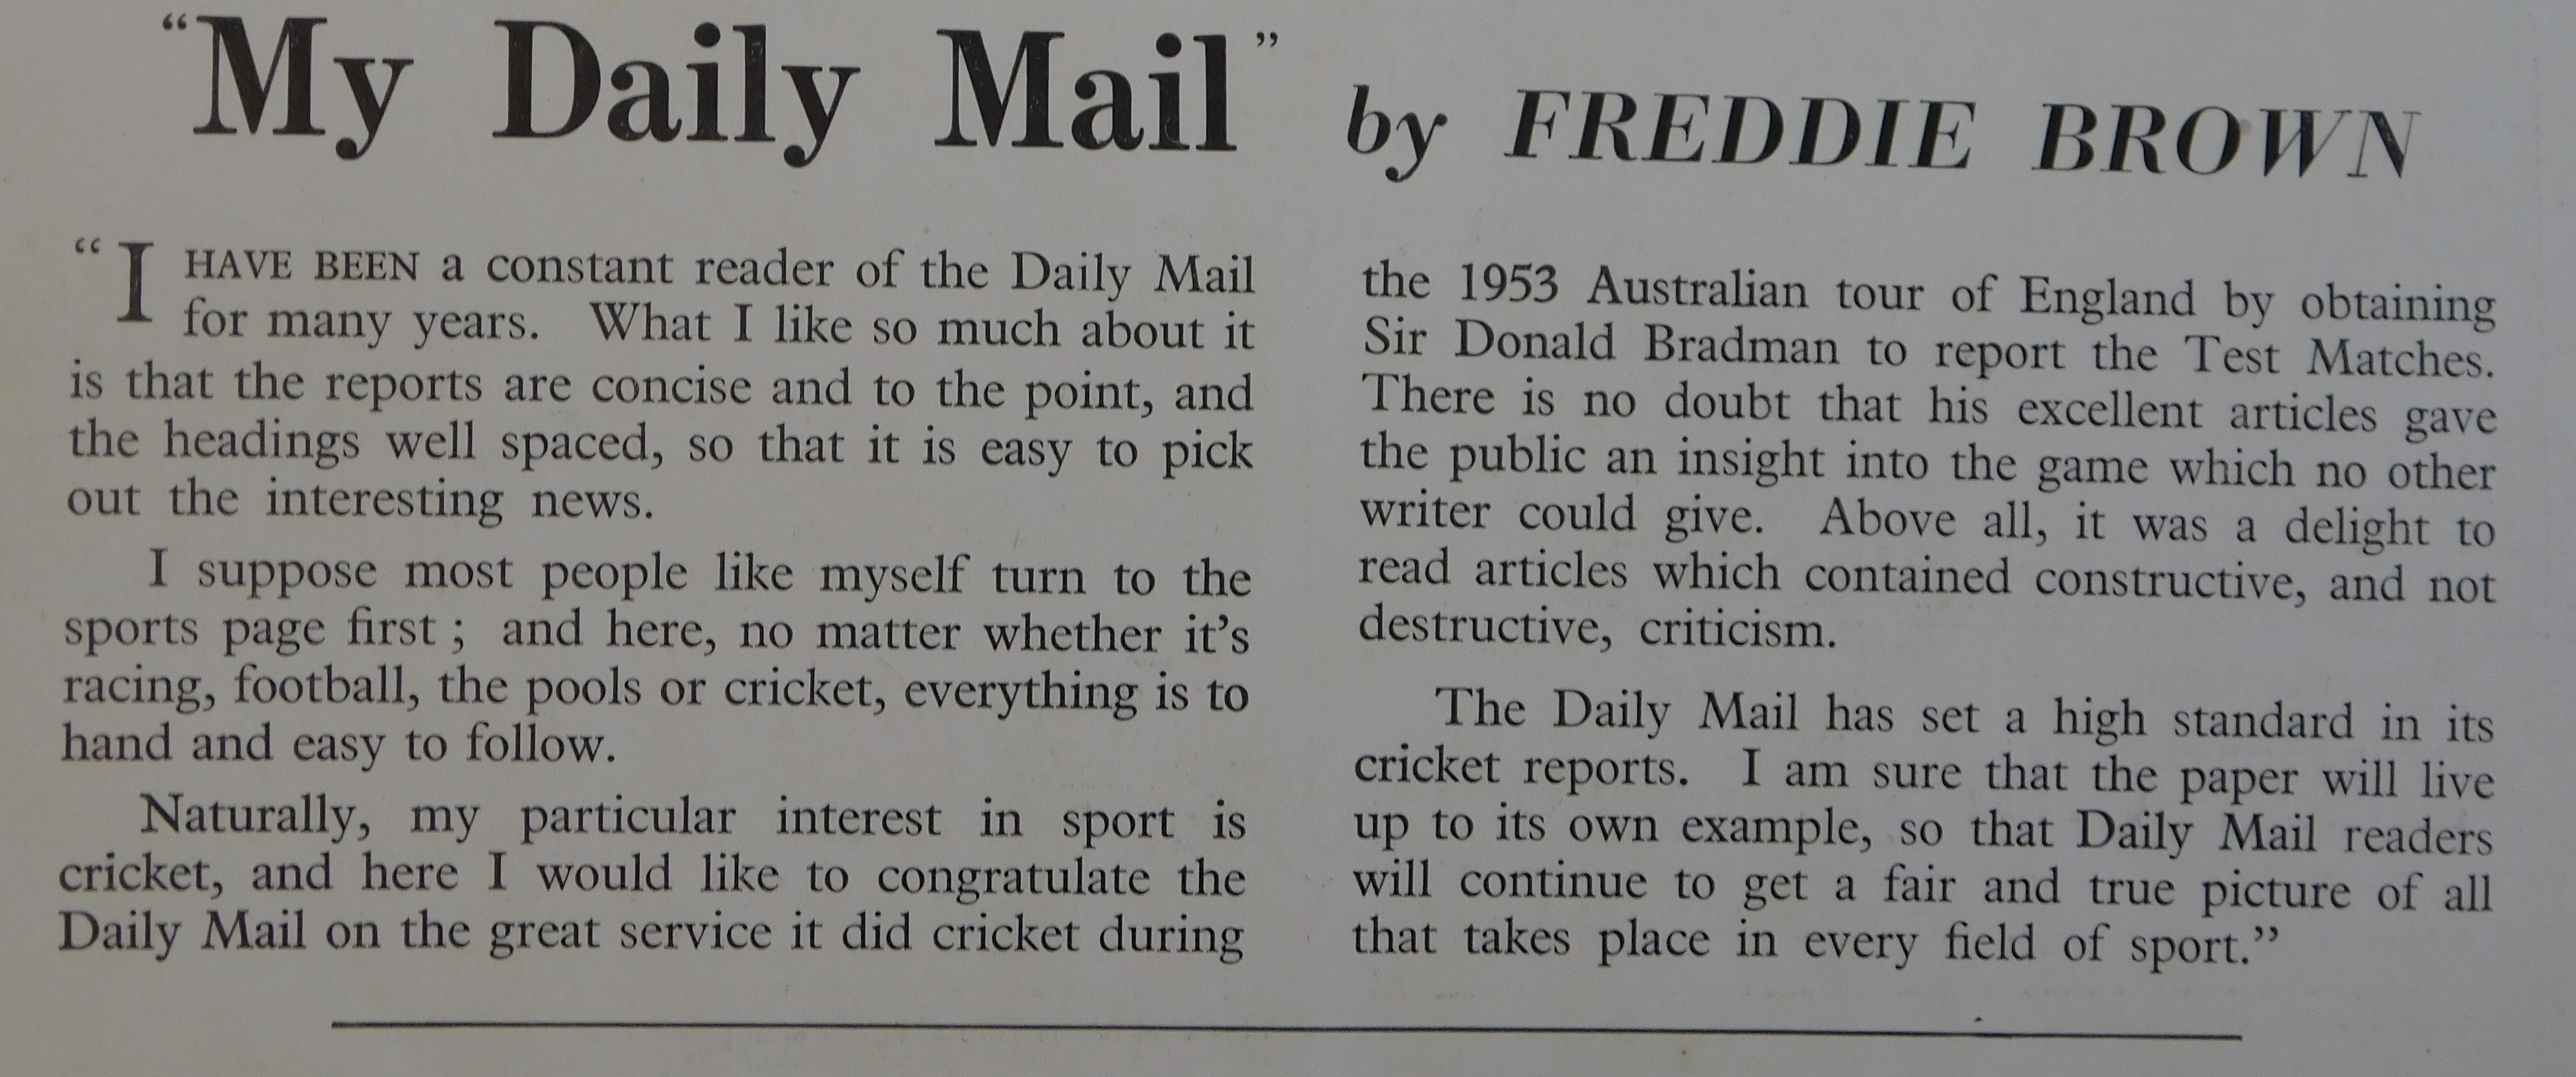 “My Daily Mail” by FREDDIE BROWN
“I HAVE BEEN a constant reader of the Daily Mail
for many years. What I like so much about it
is that the reports are concise and to the point, and
the headings well spaced, so that it is easy to pick
out the interesting news.
I suppose most people like myself turn to the
sports page first ; and here, no matter whether it’s
racing, football, the pools or cricket, everything is to
hand and easy to follow.
Naturally, my particular interest in sport is
cricket, and here I would like to congratulate the
Daily Mail on the great service it did cricket during
the 1953 Australian tour of England by obtaining
Sir Donald Bradman to report the Test Matches.
There is no doubt that his excellent articles gave
the public an insight into the game which no other
writer could give. Above all, it was a delight to
read articles which contained constructive, and not
destructive, criticism.
The Daily Mail has set a high standard in its
cricket reports. I am sure that the paper will live
up to its own example, so that Daily Mail readers
will continue to get a fair and true picture of all
that takes place in every field of sport.”